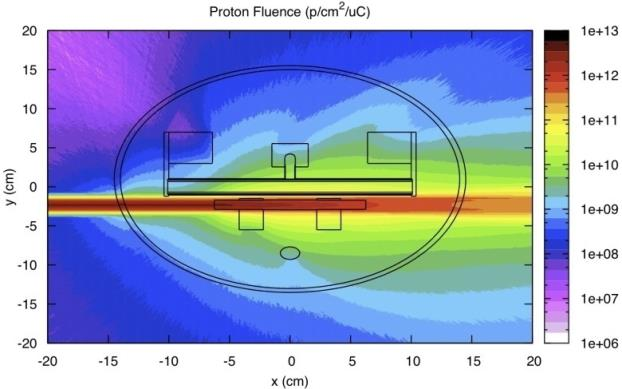 Proton Fluence (p/cm²/uC)
20
15
10
5
0
-5
-10
-15
-20
y (cm)
-20 -15 -10 -5 0 5 10 15 20
x (cm)
1e+13
1e+12
1e+11
1e+10
1e+09
1e+08
1e+07
1e+06